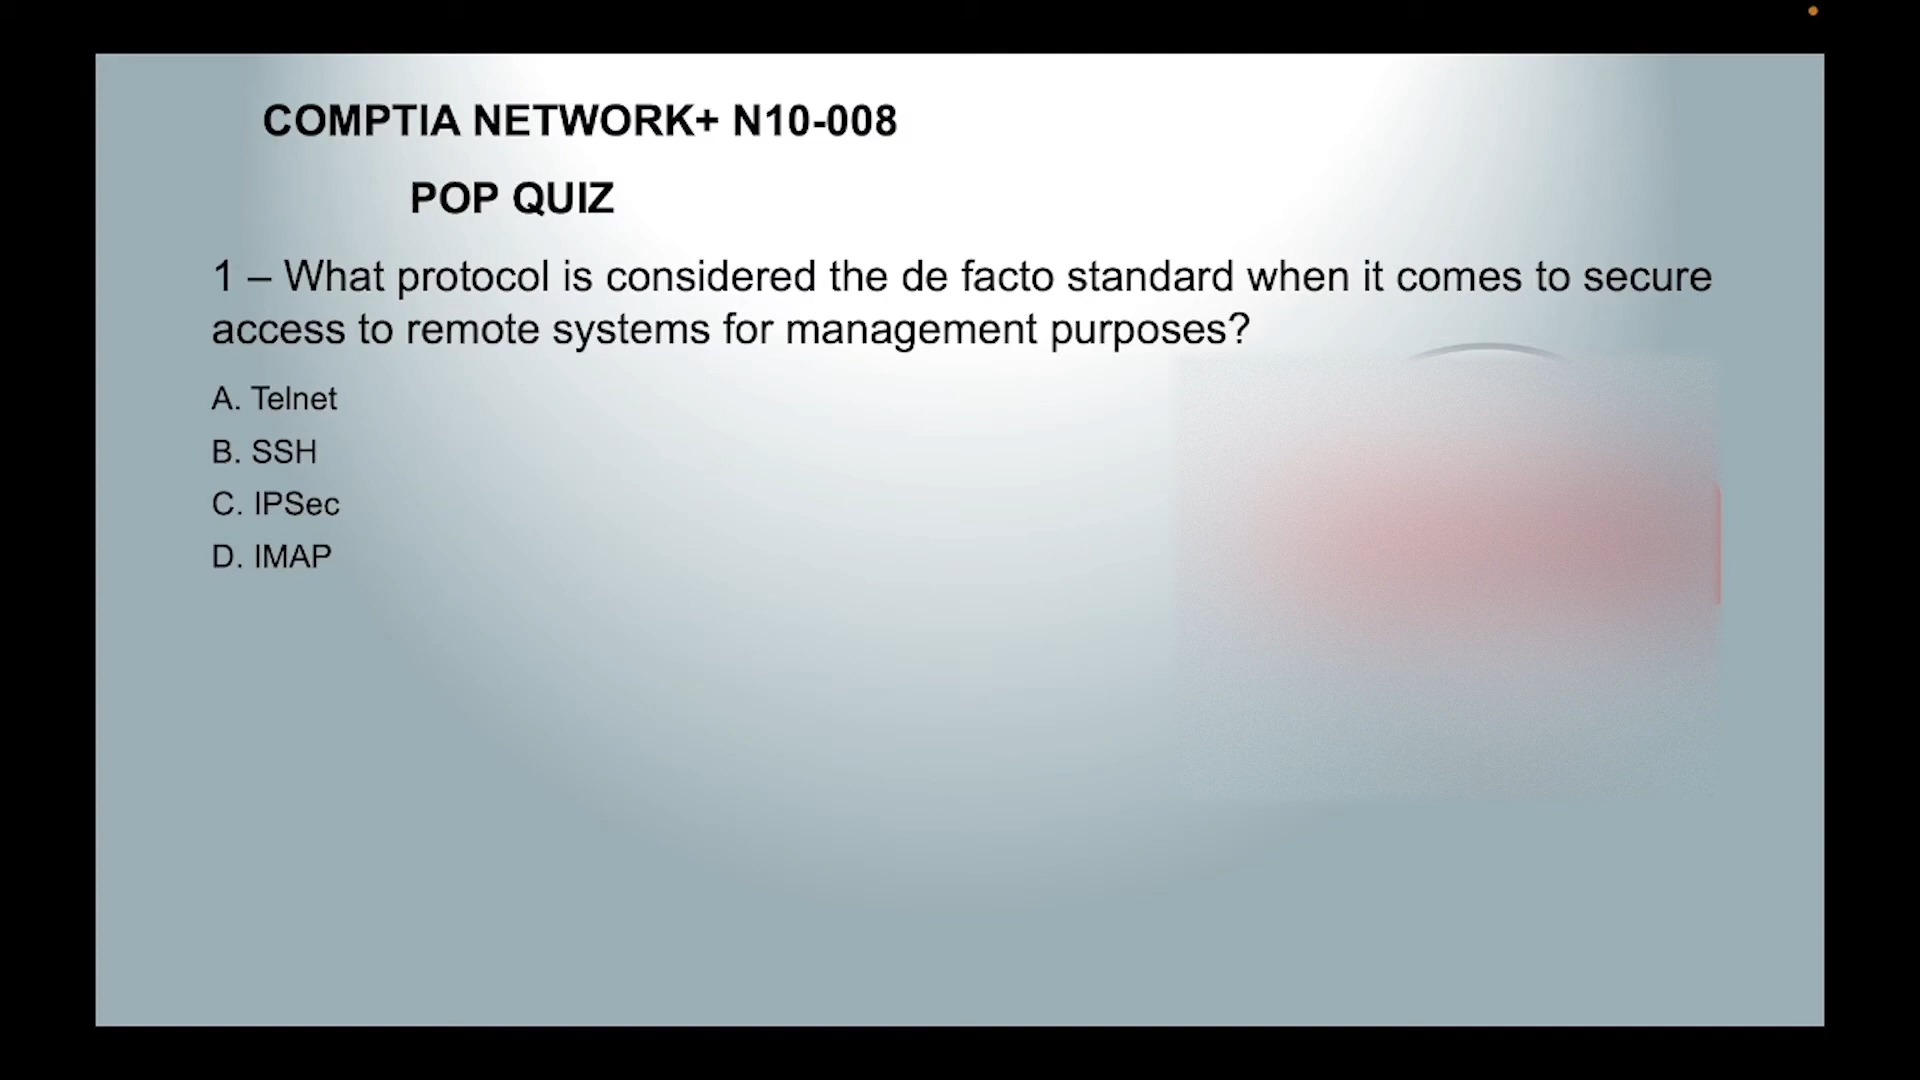 COMPTIA NETWORK+ N10-008
POP QUIZ
1 – What protocol is considered the de facto standard when it comes to secure
access to remote systems for management purposes?
A. Telnet
B. SSH
C. IPSec
D. IMAP